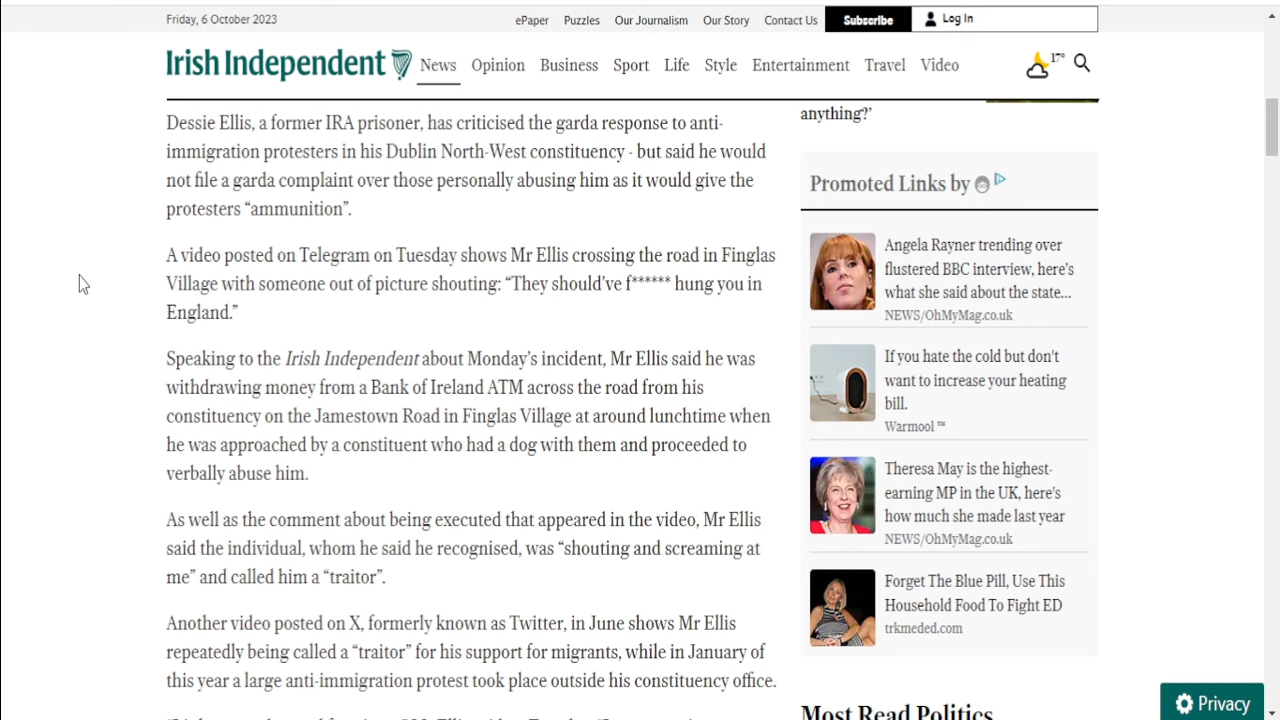 Friday, 6 October 2023
ePaper
Puzzles
Our Journalism
Our Story
Contact Us
Subscribe
Log In
Irish Independent
News
Opinion
Business
Sport
Life
Style
Entertainment
Travel
Video
17°
Dessie Ellis, a former IRA prisoner, has criticised the garda response to anti-
immigration protesters in his Dublin North-West constituency - but said he would
not file a garda complaint over those personally abusing him as it would give the
protesters “ammunition”.
A video posted on Telegram on Tuesday shows Mr Ellis crossing the road in Finglas
Village with someone out of picture shouting: “They should’ve f****** hung you in
England.”
Speaking to the Irish Independent about Monday’s incident, Mr Ellis said he was
withdrawing money from a Bank of Ireland ATM across the road from his
constituency on the Jamestown Road in Finglas Village at around lunchtime when
he was approached by a constituent who had a dog with them and proceeded to
verbally abuse him.
As well as the comment about being executed that appeared in the video, Mr Ellis
said the individual, whom he said he recognised, was “shouting and screaming at
me” and called him a “traitor”.
Another video posted on X, formerly known as Twitter, in June shows Mr Ellis
repeatedly being called a “traitor” for his support for migrants, while in January of
this year a large anti-immigration protest took place outside his constituency office.
anything?’
Promoted Links by
Angela Rayner trending over
flustered BBC interview, here’s
what she said about the state...
NEWS/OhMyMag.co.uk
If you hate the cold but don't
want to increase your heating
bill.
Warmool ™
Theresa May is the highest-
earning MP in the UK, here's
how much she made last year
NEWS/OhMyMag.co.uk
Forget The Blue Pill, Use This
Household Food To Fight ED
trkmeded.com
Most Read Politics
Privacy